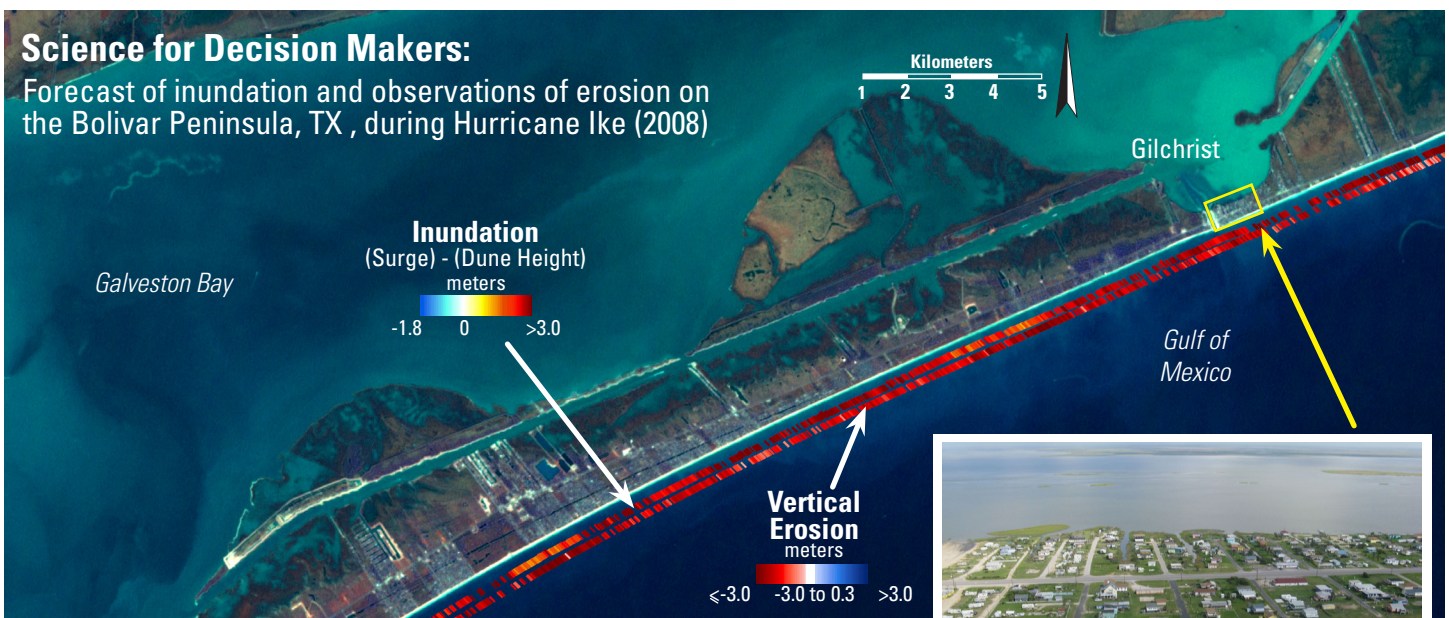 Science for Decision Makers:
Forecast of inundation and observations of erosion on
the Bolivar Peninsula, TX , during Hurricane Ike (2008)
Kilometers
1 2 3 4 5
Gilchrist
Inundation
(Surge) - (Dune Height)
meters
-1.8 0 >3.0
Galveston Bay
Gulf of
Mexico
Vertical
Erosion
meters
⩽-3.0 -3.0 to 0.3 >3.0